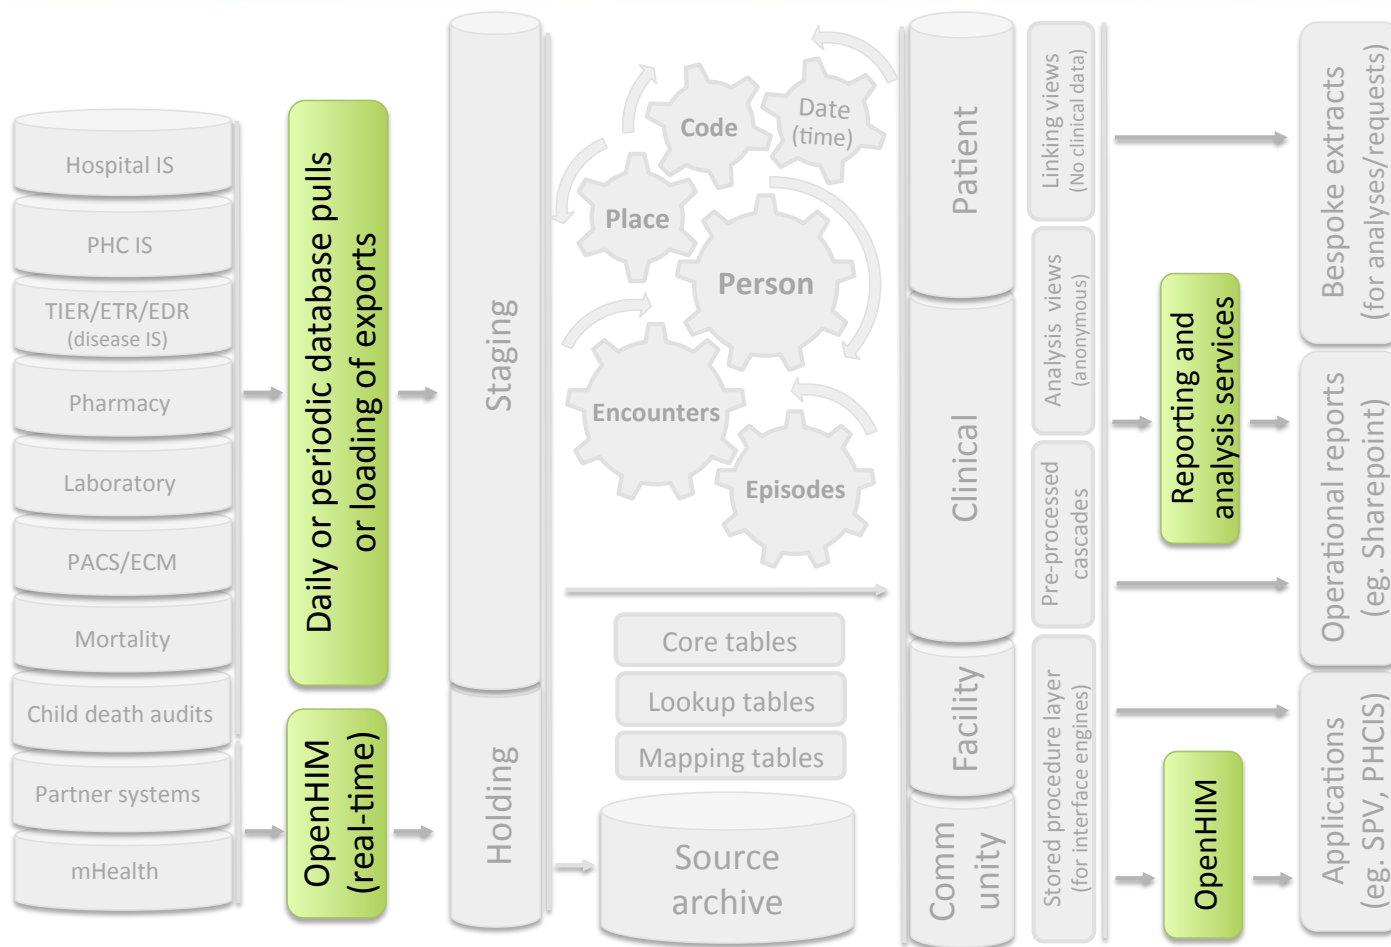 Hospital IS
PHC IS
TIER/ETR/EDR
(disease IS)
Pharmacy
Laboratory
PACS/ECM
Mortality
Child death audits
Partner systems
mHealth
Daily or periodic database pulls
or loading of exports
OpenHIM
(real-time)
Staging
Holding
Code
Date
(time)
Place
Person
Encounters
Episodes
Core tables
Lookup tables
Mapping tables
Source
archive
Patient
Clinical
Facility
Comm
unity
Linking views
(No clinical data)
Analysis views
(anonymous)
Pre-processed
cascades
Stored procedure layer
(for interface engines)
Reporting and
analysis services
OpenHIM
Bespoke extracts
(for analyses/requests)
Operational reports
(eg. Sharepoint)
Applications
(eg. SPV, PHCIS)